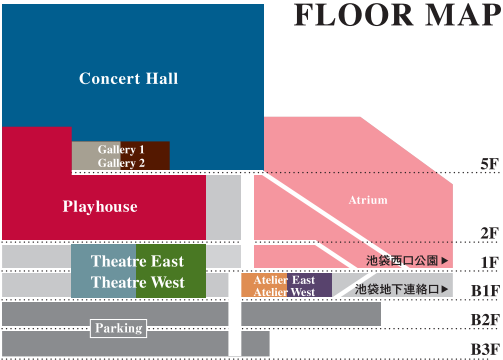 FLOOR MAP
Concert Hall
Gallery 1
Gallery 2
5F
Playhouse
Atrium
2F
Theatre East
Theatre West
池袋西口公園▶
1F
Atelier East
Atelier West
池袋地下連絡口▶
B1F
B2F
Parking
B3F